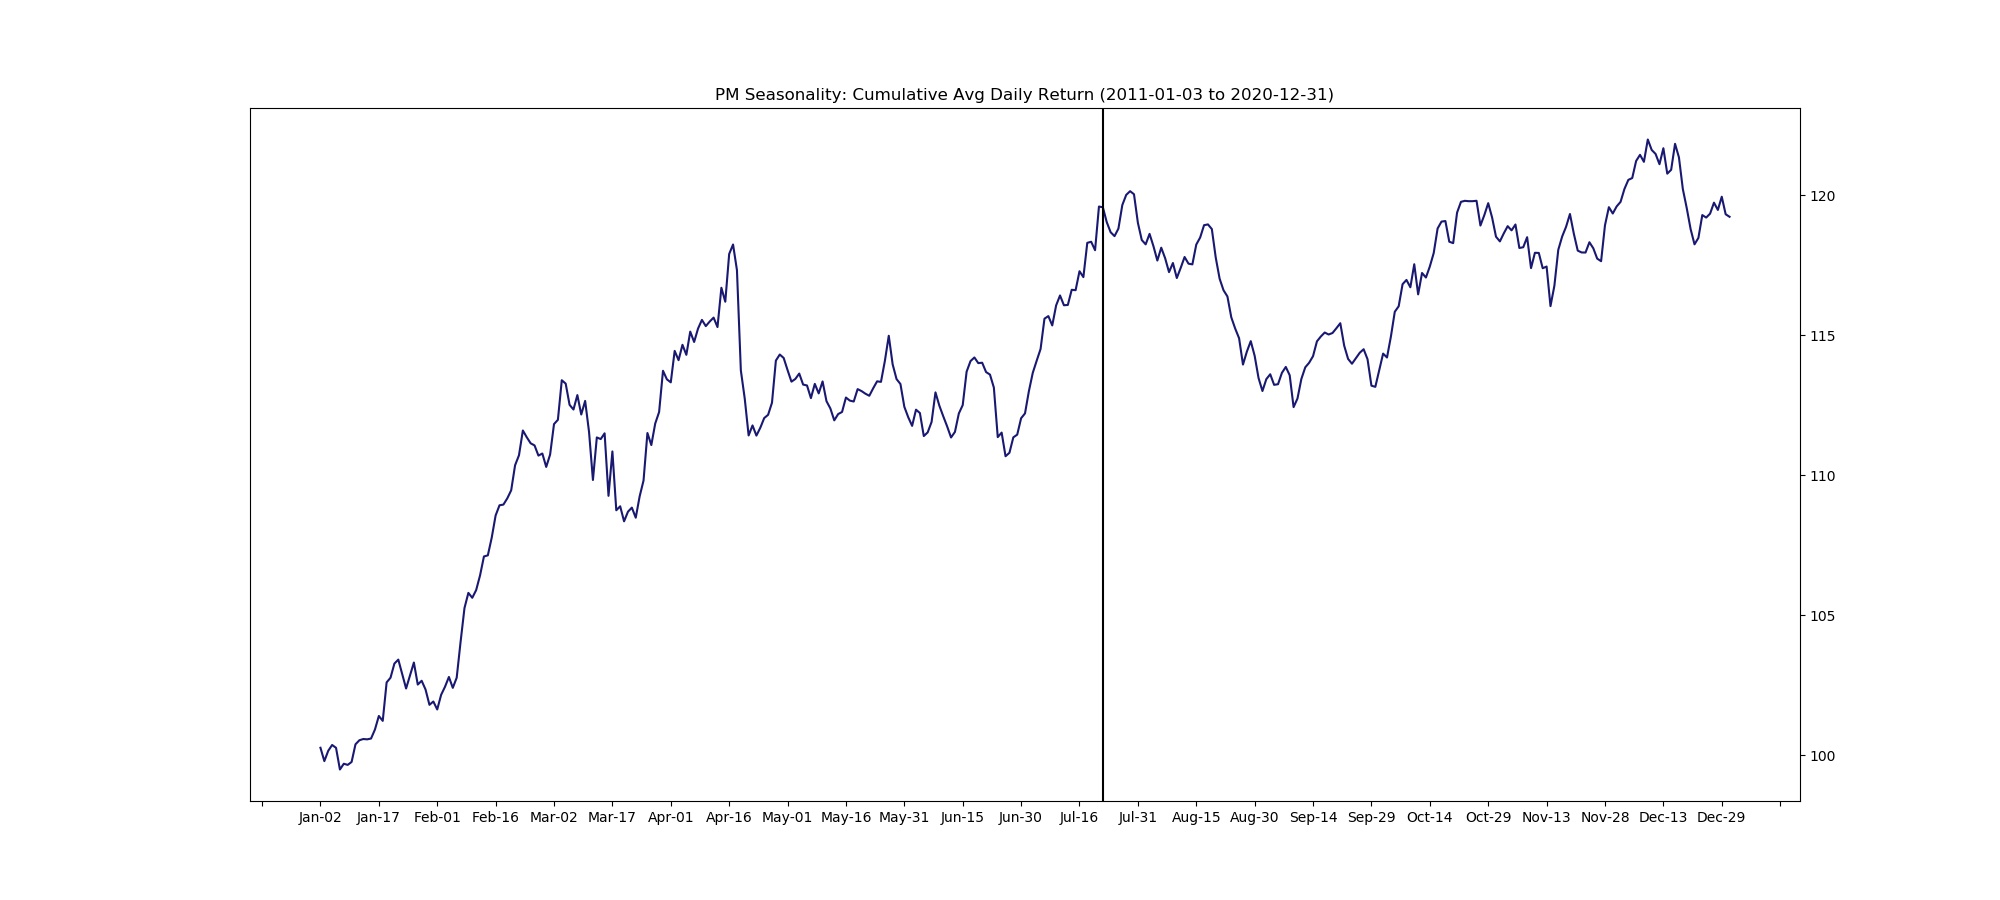 PM Seasonality: Cumulative Avg Daily Return (2011-01-03 to 2020-12-31)
120
115
110
105
100
Jan-02 Jan-17 Feb-01 Feb-16 Mar-02 Mar-17 Apr-01 Apr-16 May-01 May-16 May-31 Jun-15 Jun-30 Jul-16 Jul-31 Aug-15 Aug-30 Sep-14 Sep-29 Oct-14 Oct-29 Nov-13 Nov-28 Dec-13 Dec-29